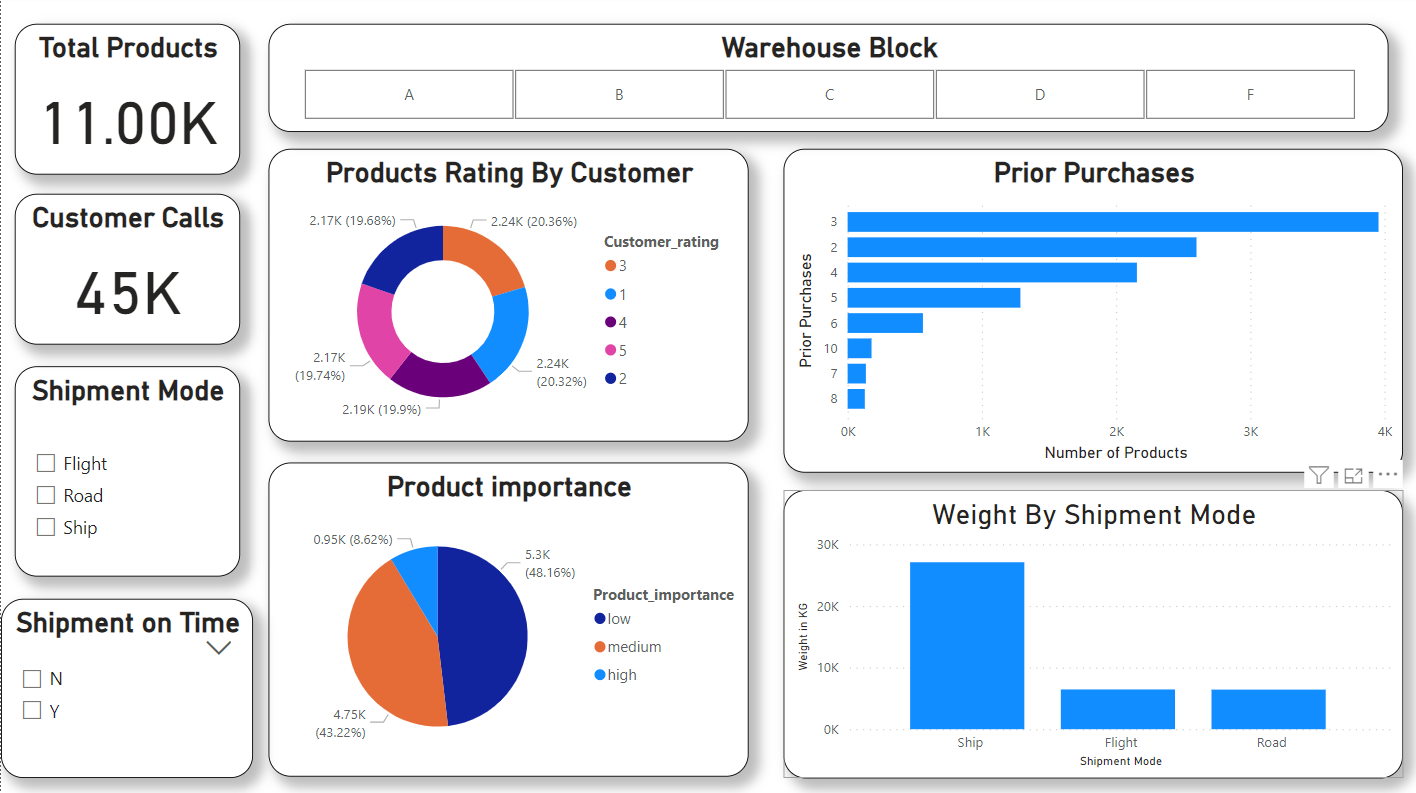 Total Products
11.00K
Customer Calls
45K
Shipment Mode
Flight
Road
Ship
Shipment on Time
N
Y
Warehouse Block
A B C D F
Products Rating By Customer
2.17K (19.68%)
2.24K (20.36%)
2.17K
(19.74%)
2.24K
(20.32%)
2.19K (19.9%)
Customer_rating
3
1
4
5
2
Prior Purchases
Prior Purchases
3
2
4
5
6
10
7
8
0K 1K 2K 3K 4K
Number of Products
Product importance
0.95K (8.62%)
5.3K
(48.16%)
4.75K
(43.22%)
Product_importance
low
medium
high
Weight By Shipment Mode
Weight in KG
30K
20K
10K
0K
Ship Flight Road
Shipment Mode